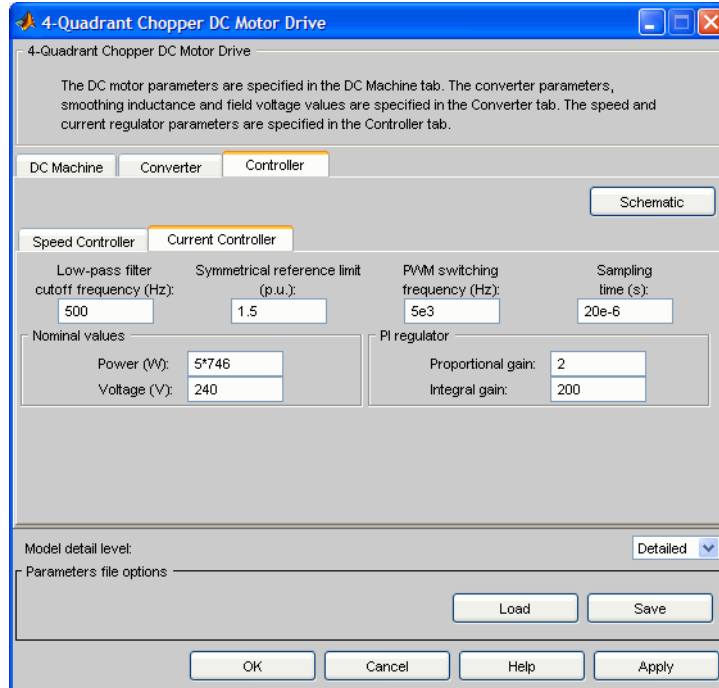 4-Quadrant Chopper DC Motor Drive
4-Quadrant Chopper DC Motor Drive
The DC motor parameters are specified in the DC Machine tab. The converter parameters,
smoothing inductance and field voltage values are specified in the Converter tab. The speed and
current regulator parameters are specified in the Controller tab.
DC Machine Converter Controller
Schematic
Speed Controller Current Controller
Low-pass filter Symmetrical reference limit PWM switching Sampling
cutoff frequency (Hz): (p.u.): frequency (Hz): time (s):
500 1.5 5e3 20e-6
Nominal values PI regulator
Power (W): 5*746 Proportional gain: 2
Voltage (V): 240 Integral gain: 200
Model detail level: Detailed
Parameters file options
Load Save
OK Cancel Help Apply